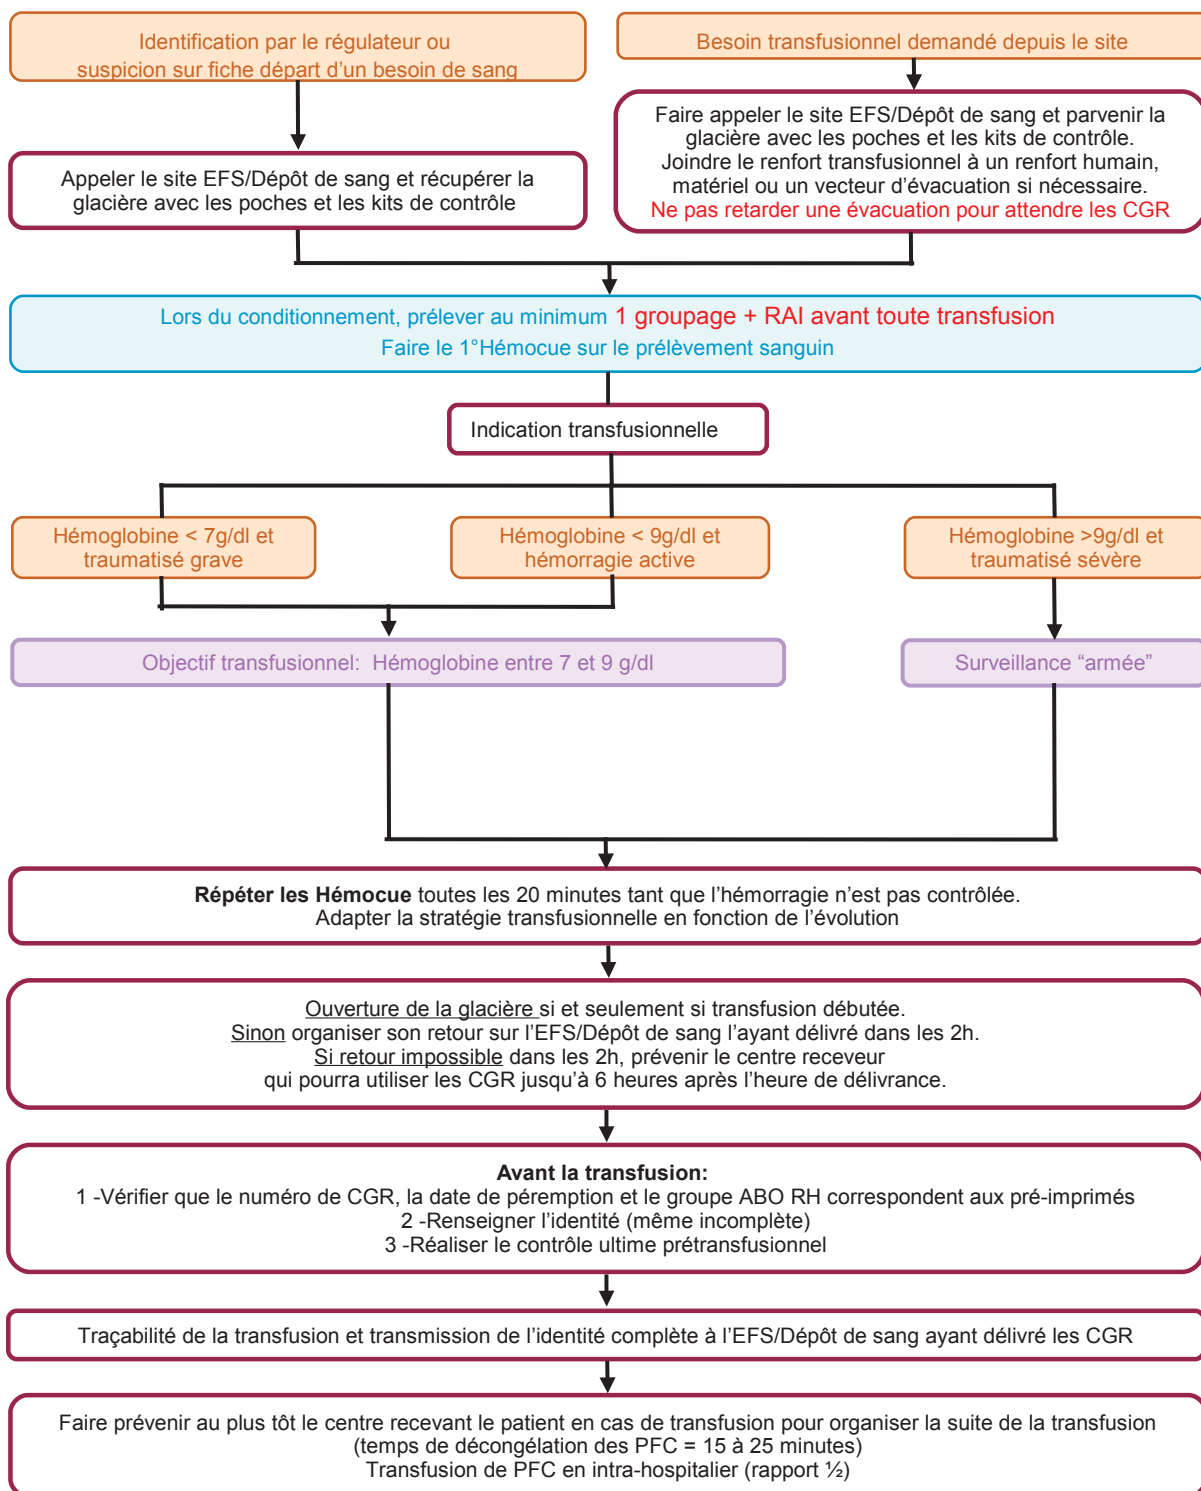 Identification par le régulateur ou
suspicion sur fiche départ d'un besoin de sang
Besoin transfusionnel demandé depuis le site
Appeler le site EFS/Dépôt de sang et récupérer la
glacière avec les poches et les kits de contrôle
Faire appeler le site EFS/Dépôt de sang et parvenir la
glacière avec les poches et les kits de contrôle.
Joindre le renfort transfusionnel à un renfort humain,
matériel ou un vecteur d'évacuation si nécessaire.
Ne pas retarder une évacuation pour attendre les CGR
Lors du conditionnement, prélever au minimum 1 groupage + RAI avant toute transfusion
Faire le 1°Hémocue sur le prélèvement sanguin
Indication transfusionnelle
Hémoglobine < 7g/dl et
traumatisé grave
Hémoglobine < 9g/dl et
hémorragie active
Hémoglobine >9g/dl et
traumatisé sévère
Objectif transfusionnel: Hémoglobine entre 7 et 9 g/dl
Surveillance “armée”
Répéter les Hémocue toutes les 20 minutes tant que l'hémorragie n'est pas contrôlée.
Adapter la stratégie transfusionnelle en fonction de l'évolution
Ouverture de la glacière si et seulement si transfusion débutée.
Sinon organiser son retour sur l'EFS/Dépôt de sang l'ayant délivré dans les 2h.
Si retour impossible dans les 2h, prévenir le centre receveur
qui pourra utiliser les CGR jusqu'à 6 heures après l'heure de délivrance.
Avant la transfusion:
1 -Vérifier que le numéro de CGR, la date de péremption et le groupe ABO RH correspondent aux pré-imprimés
2 -Renseigner l'identité (même incomplète)
3 -Réaliser le contrôle ultime prétransfusionnel
Traçabilité de la transfusion et transmission de l'identité complète à l'EFS/Dépôt de sang ayant délivré les CGR
Faire prévenir au plus tôt le centre recevant le patient en cas de transfusion pour organiser la suite de la transfusion
(temps de décongélation des PFC = 15 à 25 minutes)
Transfusion de PFC en intra-hospitalier (rapport ½)